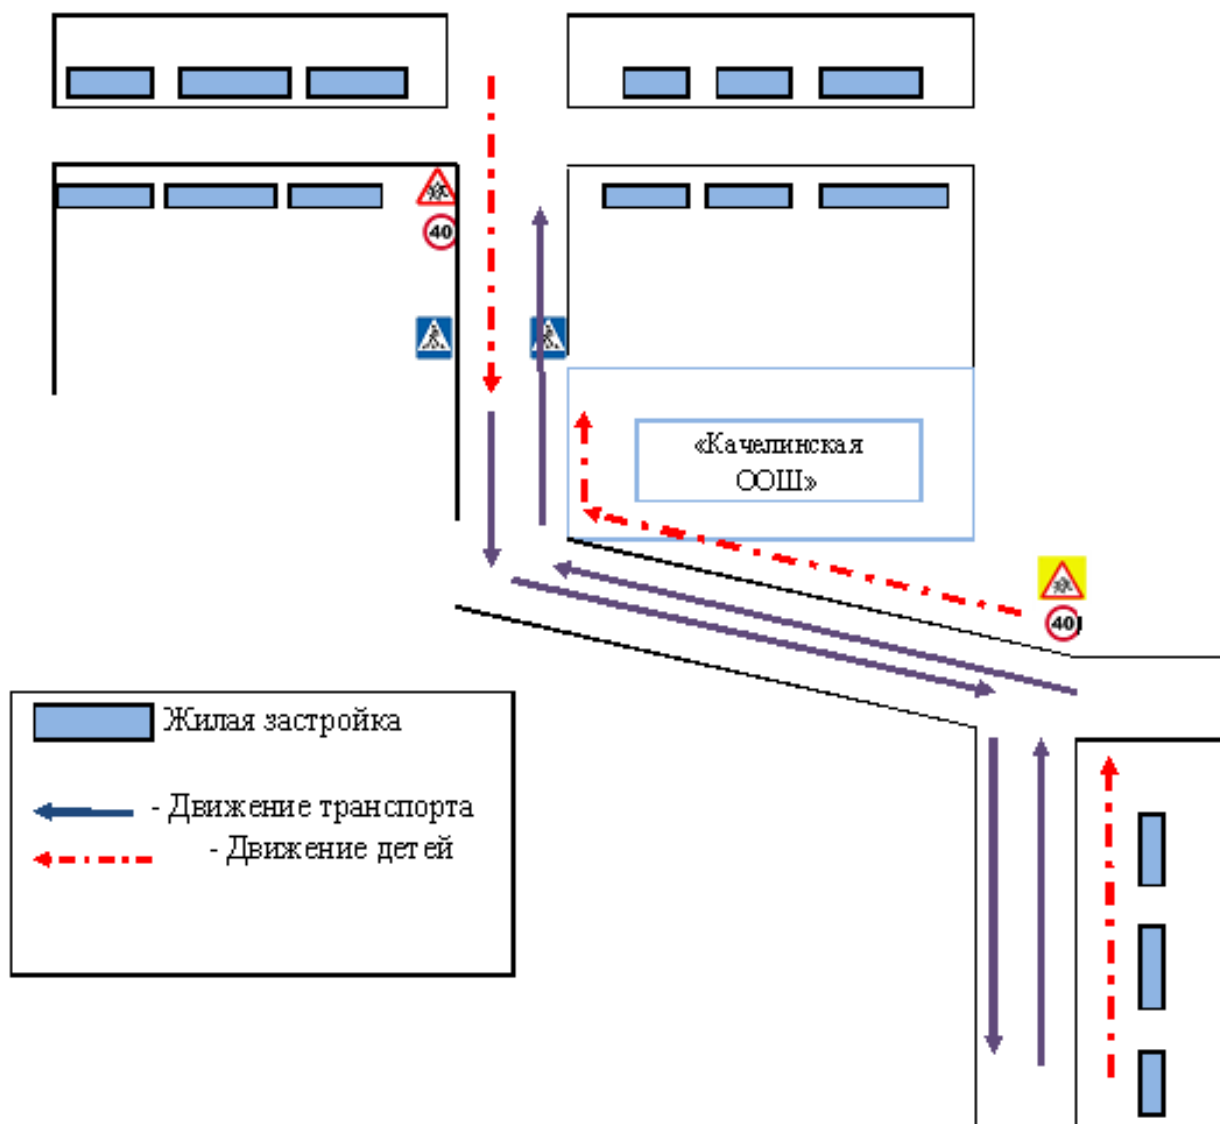 40
«Качелинская
ООШ»
40
Жилая застройка
- Движение транспорта
- Движение детей